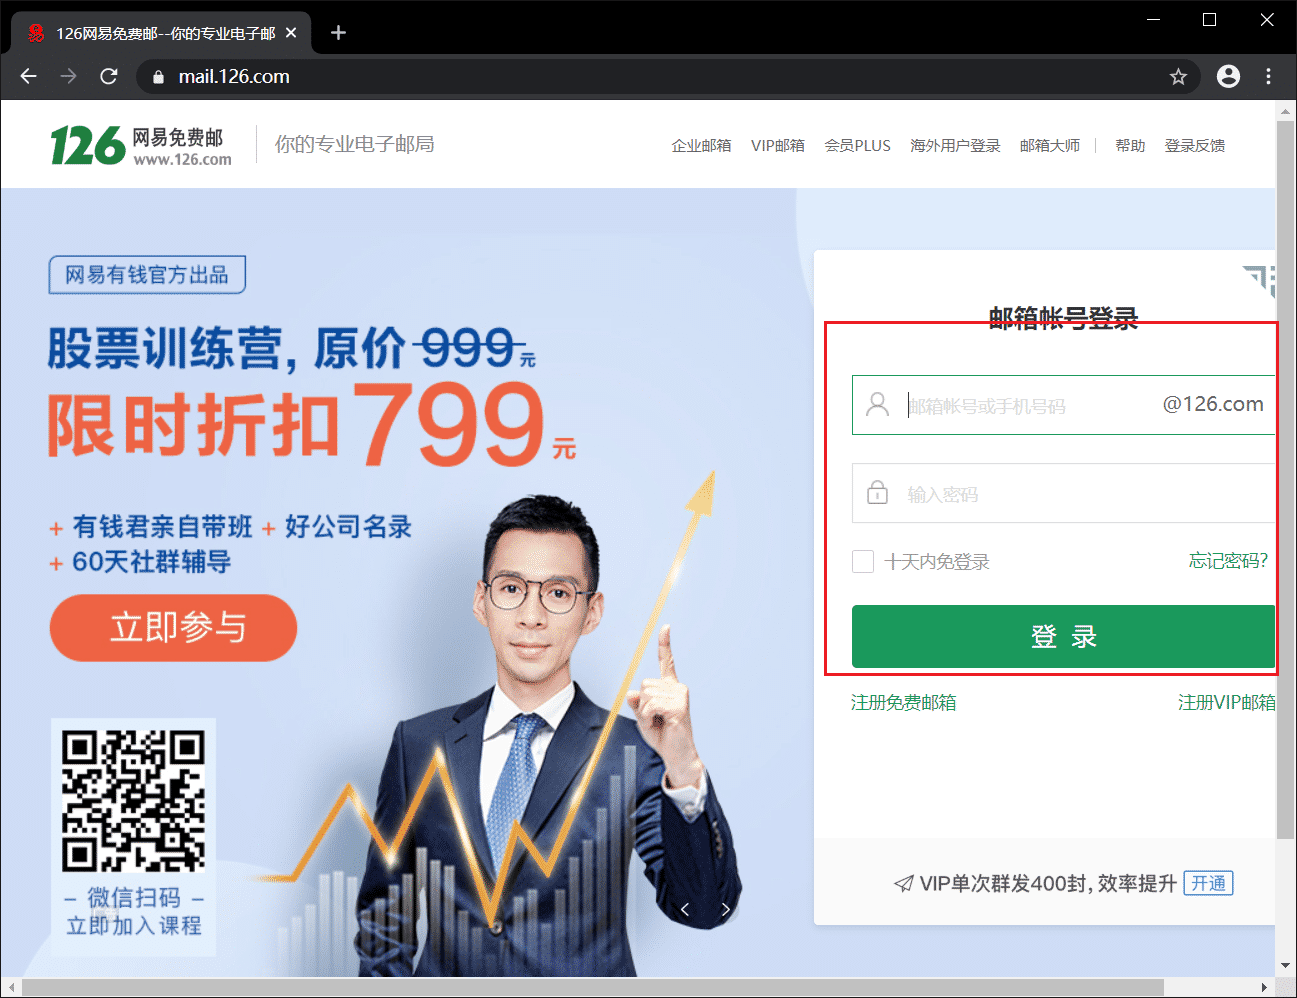 126网易免费邮--你的专业电子邮
mail.126.com
126 网易免费邮
www.126.com
你的专业电子邮局
企业邮箱 VIP邮箱 会员PLUS 海外用户登录 邮箱大师 帮助 登录反馈
网易有钱官方出品
股票训练营, 原价999元
限时折扣799元
+ 有钱君亲自带班 + 好公司名录
+ 60天社群辅导
立即参与
– 微信扫码 –
立即加入课程
邮箱帐号登录
邮箱帐号或手机号码 @126.com
输入密码
十天内免登录 忘记密码?
登 录
注册免费邮箱 注册VIP邮箱
VIP单次群发400封, 效率提升 开通